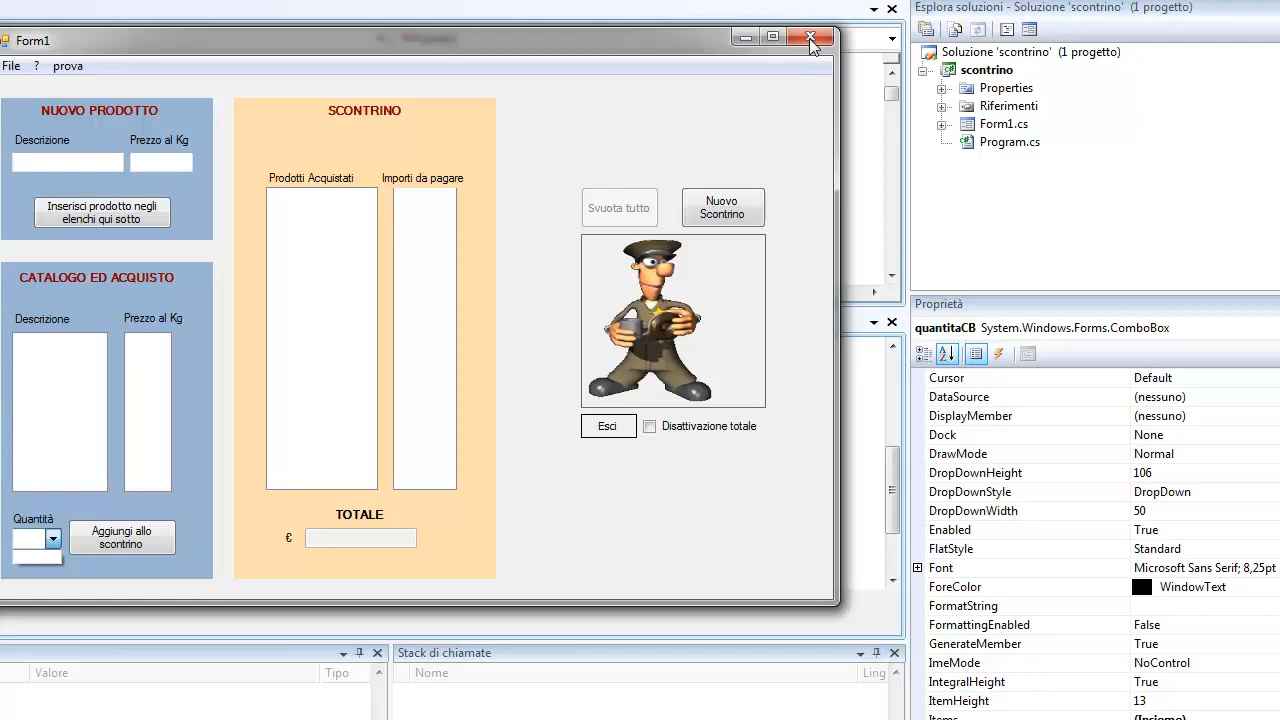 Esplora soluzioni - Soluzione 'scontrino' (1 progetto)
Form1
File ? prova
Soluzione 'scontrino' (1 progetto)
scontrino
Properties
Riferimenti
Form1.cs
Program.cs
NUOVO PRODOTTO
Descrizione Prezzo al Kg
Inserisci prodotto negli
elenchi qui sotto
CATALOGO ED ACQUISTO
Descrizione Prezzo al Kg
Quantità
Aggiungi allo
scontrino
SCONTRINO
Prodotti Acquistati Importi da pagare
TOTALE
€
Svuota tutto
Nuovo
Scontrino
Esci
Disattivazione totale
Proprietà
quantitaCB System.Windows.Forms.ComboBox
Cursor Default
DataSource (nessuno)
DisplayMember (nessuno)
Dock None
DrawMode Normal
DropDownHeight 106
DropDownStyle DropDown
DropDownWidth 50
Enabled True
FlatStyle Standard
Font Microsoft Sans Serif; 8,25pt
ForeColor WindowText
FormatString
FormattingEnabled False
GenerateMember True
ImeMode NoControl
IntegralHeight True
ItemHeight 13
Items (Insieme)
Valore Tipo
Stack di chiamate
Nome Ling